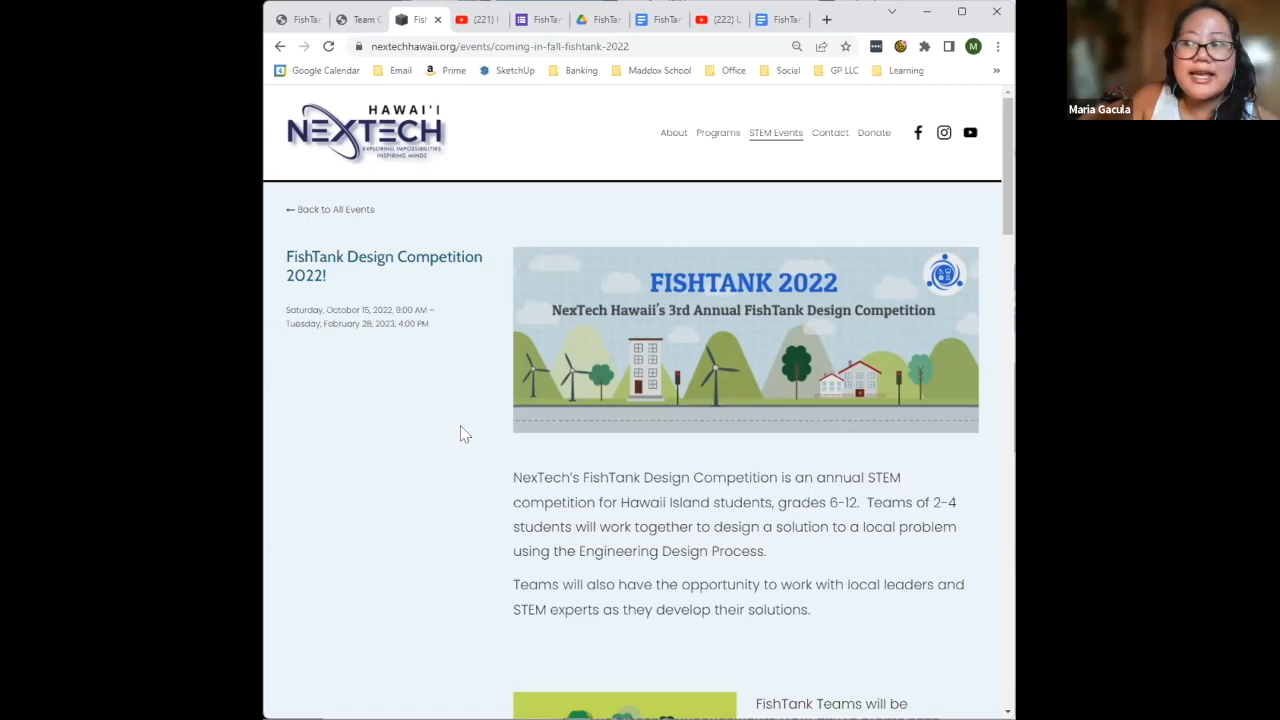 FishTar
Team C
Fisl
(221) I
FishTar
FishTar
FishTar
(222) U
FishTar
nextechhawaii.org/events/coming-in-fall-fishtank-2022
M
Google Calendar Email Prime SketchUp Banking Maddox School Office Social GP LLC Learning »
Maria Gacula
HAWAI'I
NEXTECH
EXPLORING IMPOSSIBILITIES
INSPIRING MINDS
About Programs STEM Events Contact Donate
← Back to All Events
FishTank Design Competition
2022!
Saturday, October 15, 2022, 9:00 AM –
Tuesday, February 28, 2023, 4:00 PM
FISHTANK 2022
NexTech Hawaii's 3rd Annual FishTank Design Competition
NexTech's FishTank Design Competition is an annual STEM
competition for Hawaii Island students, grades 6-12. Teams of 2-4
students will work together to design a solution to a local problem
using the Engineering Design Process.
Teams will also have the opportunity to work with local leaders and
STEM experts as they develop their solutions.
FishTank Teams will be